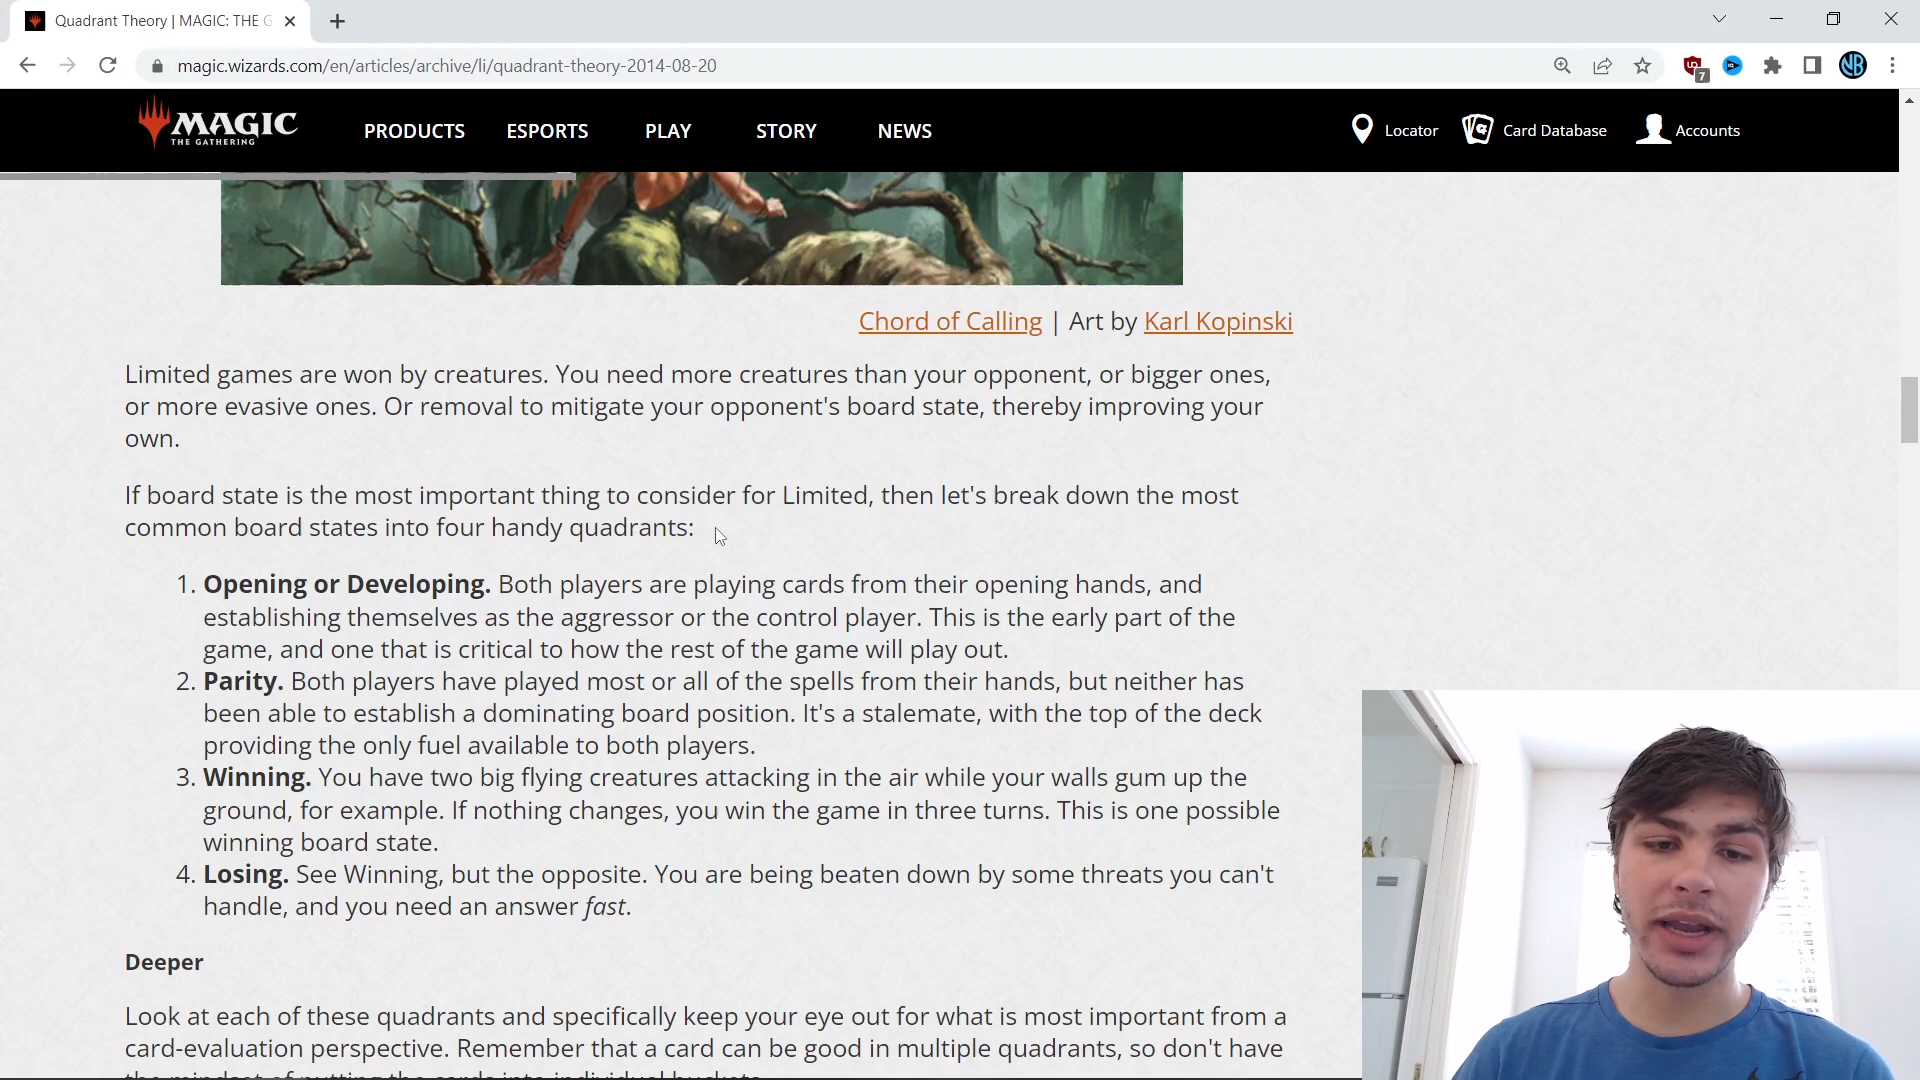 Quadrant Theory | MAGIC: THE G
magic.wizards.com/en/articles/archive/li/quadrant-theory-2014-08-20
7
NB
MAGIC
THE GATHERING
PRODUCTS ESPORTS PLAY STORY NEWS
Locator Card Database Accounts
Chord of Calling | Art by Karl Kopinski
Limited games are won by creatures. You need more creatures than your opponent, or bigger ones,
or more evasive ones. Or removal to mitigate your opponent's board state, thereby improving your
own.
If board state is the most important thing to consider for Limited, then let's break down the most
common board states into four handy quadrants:
1. Opening or Developing. Both players are playing cards from their opening hands, and
establishing themselves as the aggressor or the control player. This is the early part of the
game, and one that is critical to how the rest of the game will play out.
2. Parity. Both players have played most or all of the spells from their hands, but neither has
been able to establish a dominating board position. It's a stalemate, with the top of the deck
providing the only fuel available to both players.
3. Winning. You have two big flying creatures attacking in the air while your walls gum up the
ground, for example. If nothing changes, you win the game in three turns. This is one possible
winning board state.
4. Losing. See Winning, but the opposite. You are being beaten down by some threats you can't
handle, and you need an answer fast.
Deeper
Look at each of these quadrants and specifically keep your eye out for what is most important from a
card-evaluation perspective. Remember that a card can be good in multiple quadrants, so don't have
the mindset of putting the cards into individual buckets.